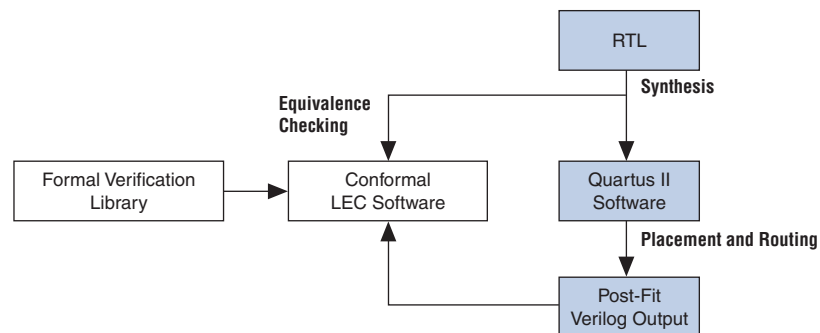 RTL
Synthesis
Equivalence
Checking
Formal Verification
Library
Conformal
LEC Software
Quartus II
Software
Placement and Routing
Post-Fit
Verilog Output